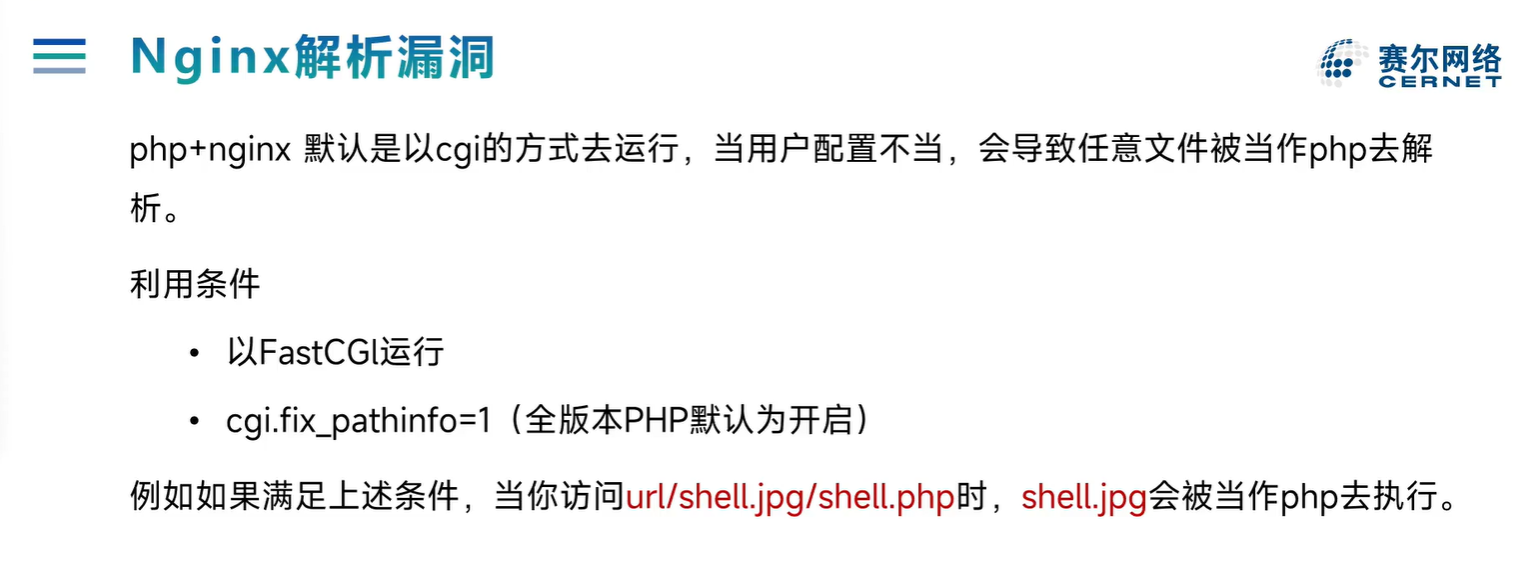 Nginx解析漏洞
赛尔网络
CERNET
php+nginx 默认是以cgi的方式去运行，当用户配置不当，会导致任意文件被当作php去解
析。
利用条件
• 以FastCGl运行
• cgi.fix_pathinfo=1（全版本PHP默认为开启）
例如如果满足上述条件，当你访问url/shell.jpg/shell.php时，shell.jpg会被当作php去执行。